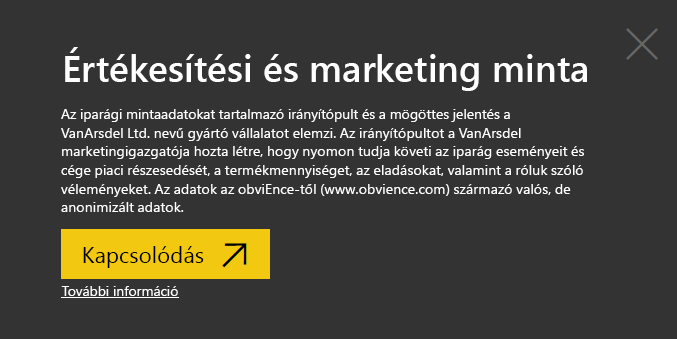 Értékesítési és marketing minta
Az iparági mintaadatokat tartalmazó irányítópult és a mögöttes jelentés a
VanArsdel Ltd. nevű gyártó vállalatot elemzi. Az irányítópultot a VanArsdel
marketingigazgatója hozta létre, hogy nyomon tudja követi az iparág eseményeit és
cége piaci részesedését, a termékmennyiséget, az eladásokat, valamint a róluk szóló
véleményeket. Az adatok az obviEnce-től (www.obvience.com) származó valós, de
anonimizált adatok.
Kapcsolódás
További információ